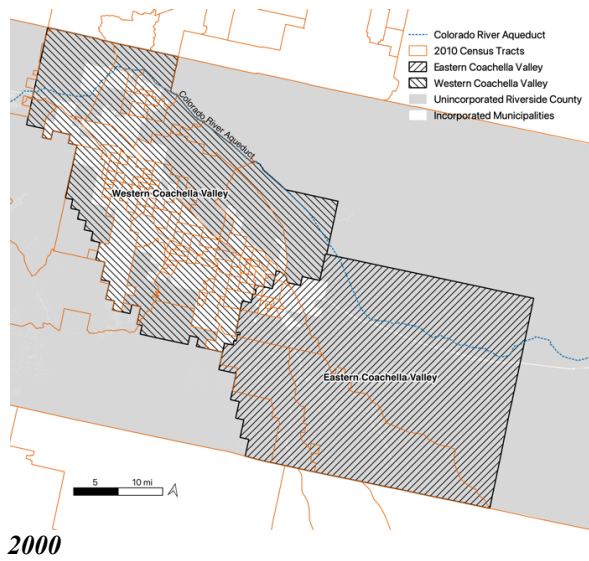 Colorado River Aqueduct
2010 Census Tracts
Eastern Coachella Valley
Western Coachella Valley
Unincorporated Riverside County
Incorporated Municipalities
Colorado River Aqueduct
Western Coachella Valley
Eastern Coachella Valley
5 10 mi
2000